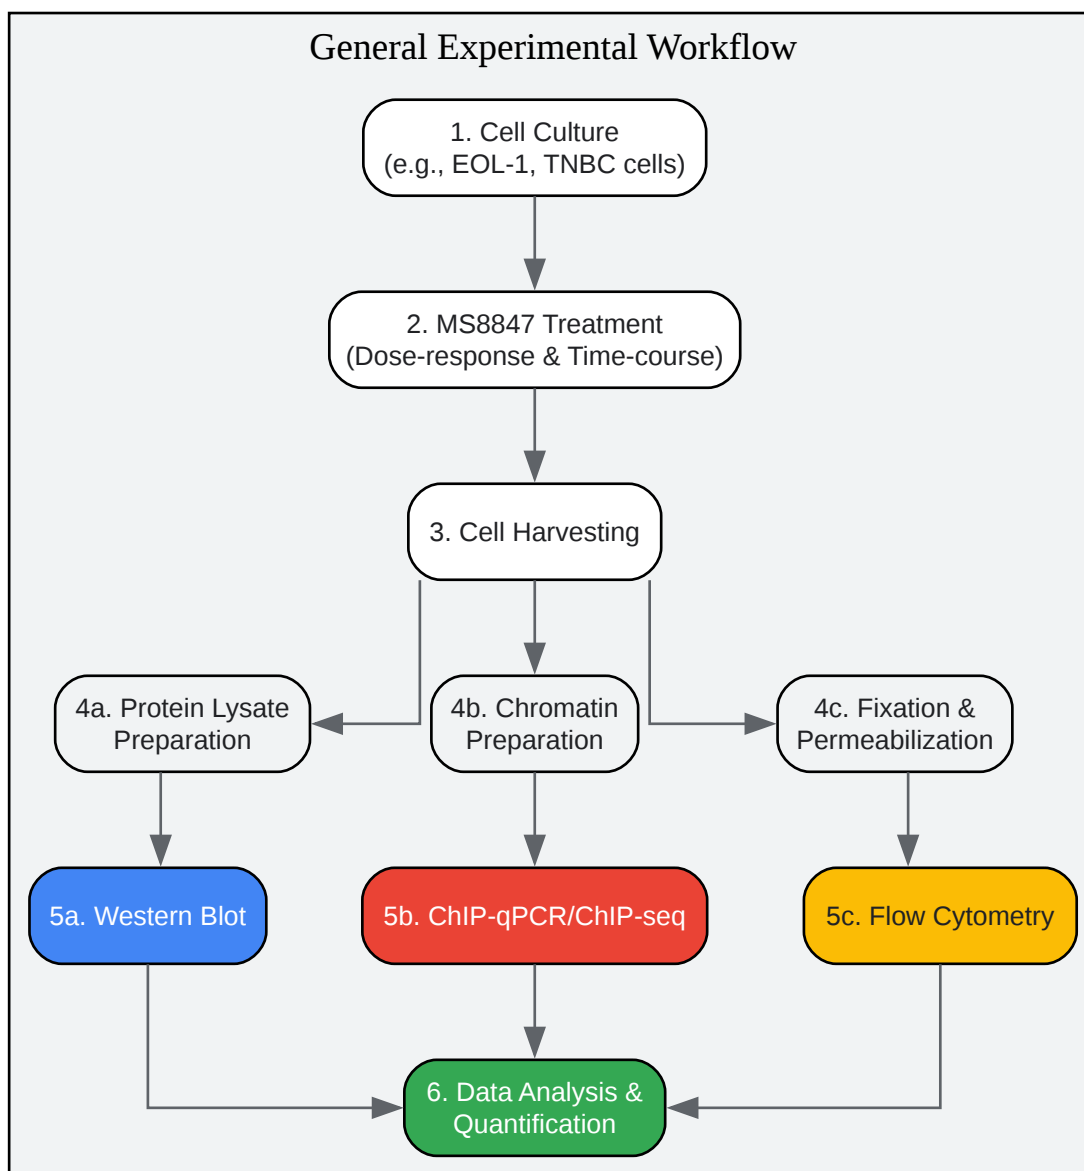 General Experimental Workflow
1. Cell Culture
(e.g., EOL-1, TNBC cells)
2. MS8847 Treatment
(Dose-response & Time-course)
3. Cell Harvesting
4a. Protein Lysate
Preparation
4b. Chromatin
Preparation
4c. Fixation &
Permeabilization
5a. Western Blot
5b. ChIP-qPCR/ChIP-seq
5c. Flow Cytometry
6. Data Analysis &
Quantification